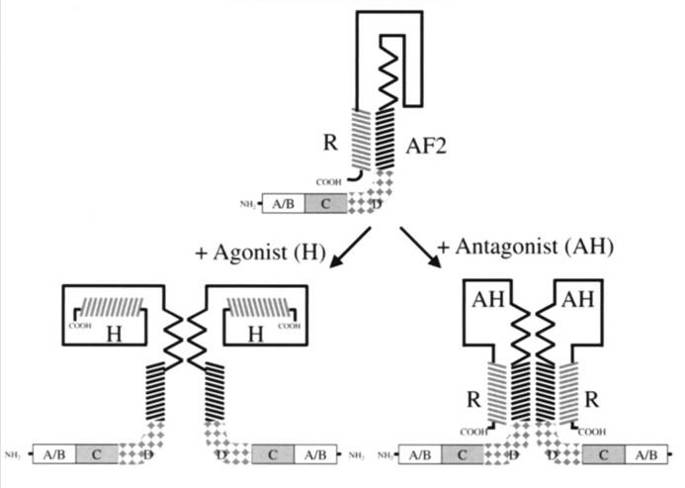 R AF2
COOH
NH2 A/B C D
+ Agonist (H) + Antagonist (AH)
AH AH
COOH H H COOH
R R
COOH COOH
NH2 A/B C D D C A/B NH2 NH2 A/B C D D C A/B